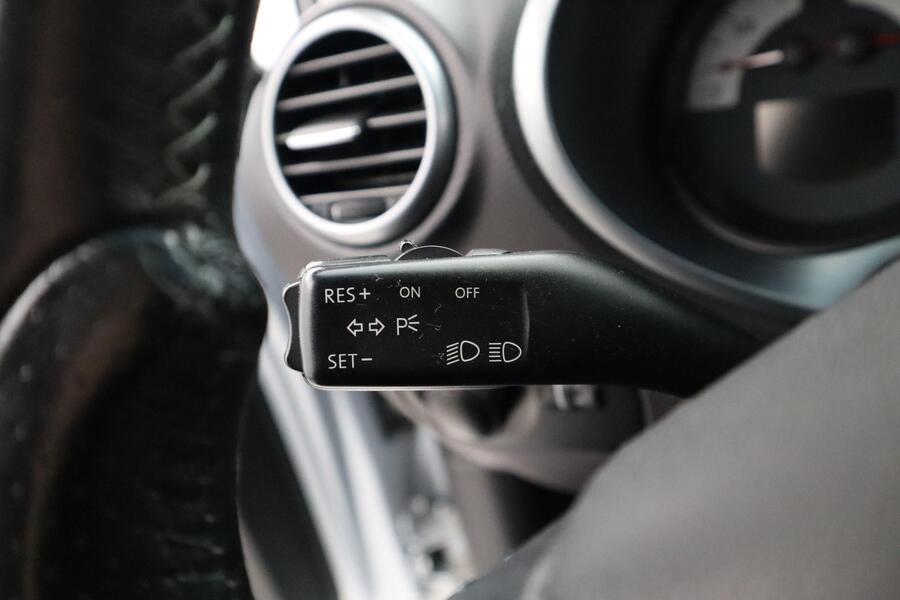 RES+ ON OFF
P
SET−